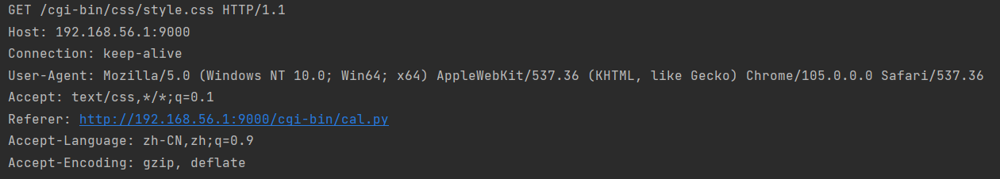 GET /cgi-bin/css/style.css HTTP/1.1
Host: 192.168.56.1:9000
Connection: keep-alive
User-Agent: Mozilla/5.0 (Windows NT 10.0; Win64; x64) AppleWebKit/537.36 (KHTML, like Gecko) Chrome/105.0.0.0 Safari/537.36
Accept: text/css,*/*;q=0.1
Referer: http://192.168.56.1:9000/cgi-bin/cal.py
Accept-Language: zh-CN,zh;q=0.9
Accept-Encoding: gzip, deflate